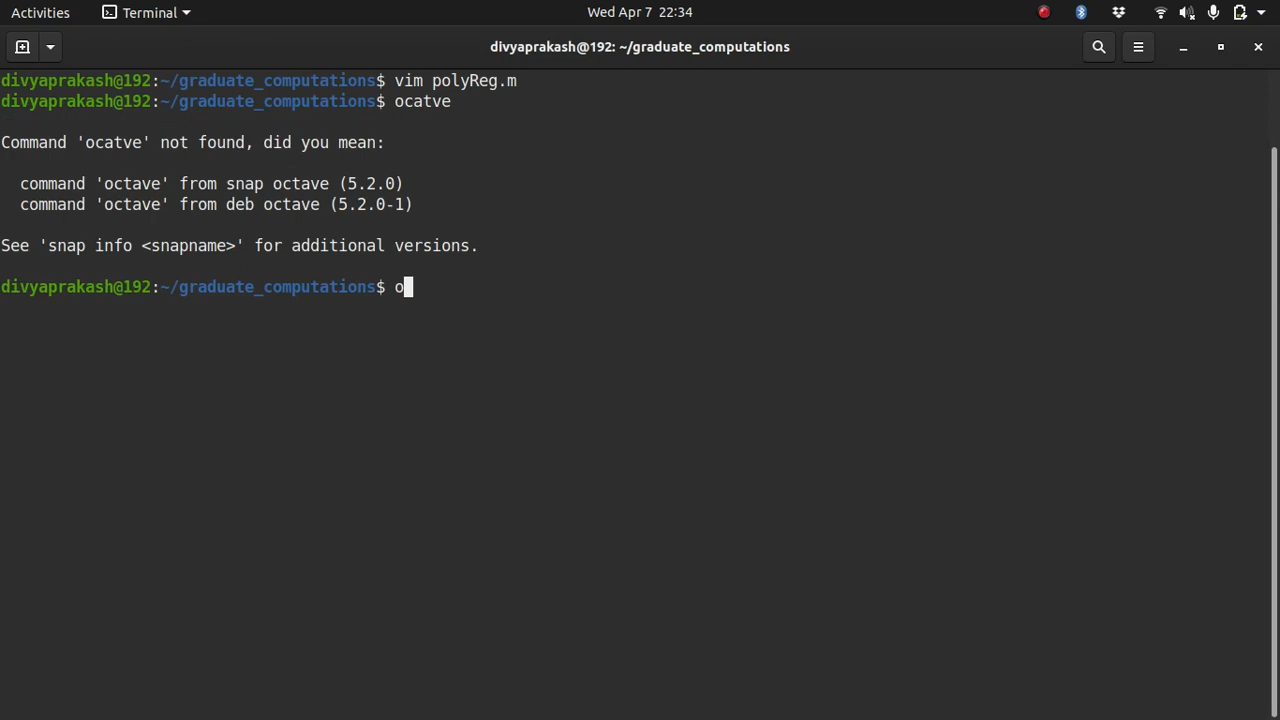 Activities Terminal Wed Apr 7 22:34
divyaprakash@192: ~/graduate_computations
divyaprakash@192:~/graduate_computations$ vim polyReg.m
divyaprakash@192:~/graduate_computations$ ocatve
Command 'ocatve' not found, did you mean:
command 'octave' from snap octave (5.2.0)
command 'octave' from deb octave (5.2.0-1)
See 'snap info <snapname>' for additional versions.
divyaprakash@192:~/graduate_computations$ o